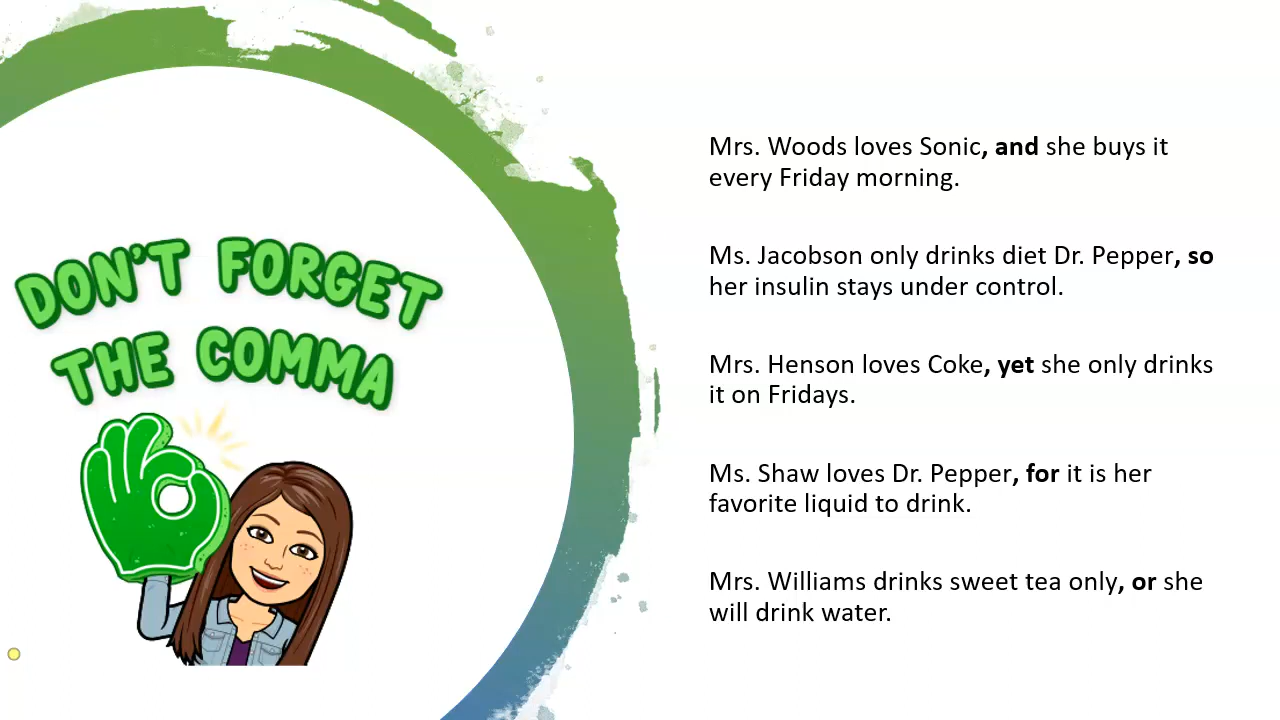 DON'T FORGET
THE COMMA
Mrs. Woods loves Sonic, and she buys it
every Friday morning.
Ms. Jacobson only drinks diet Dr. Pepper, so
her insulin stays under control.
Mrs. Henson loves Coke, yet she only drinks
it on Fridays.
Ms. Shaw loves Dr. Pepper, for it is her
favorite liquid to drink.
Mrs. Williams drinks sweet tea only, or she
will drink water.